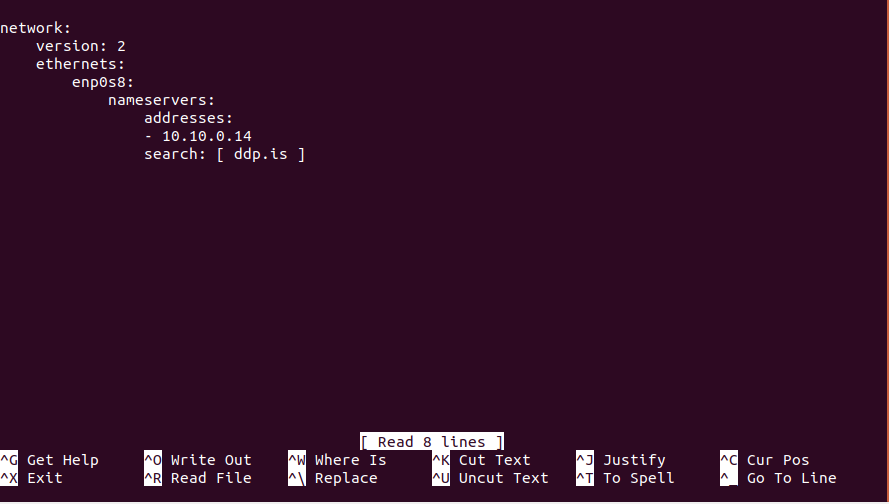 network:
    version: 2
    ethernets:
        enp0s8:
            nameservers:
                addresses:
                - 10.10.0.14
                search: [ ddp.is ]
[ Read 8 lines ]
^G Get Help ^O Write Out ^W Where Is ^K Cut Text ^J Justify ^C Cur Pos
^X Exit ^R Read File ^\ Replace ^U Uncut Text ^T To Spell ^_ Go To Line